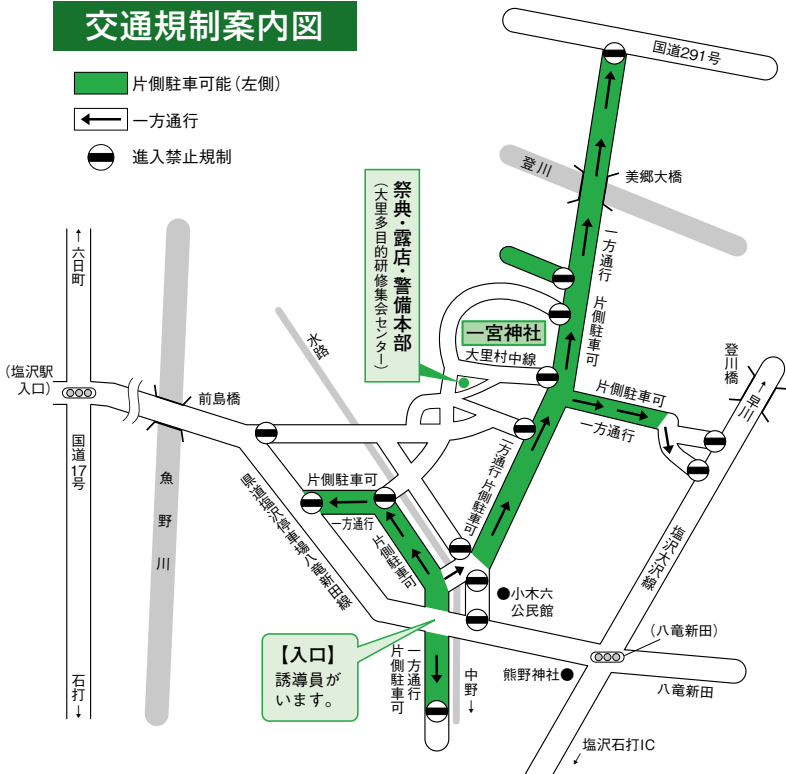 交通規制案内図
片側駐車可能（左側）
一方通行
進入禁止規制
国道291号
登川
美郷大橋
一方通行 片側駐車可
祭典・露店・警備本部
（大里多目的研修集会センター）
一宮神社
大里村中線
水路
←六日町
（塩沢駅
入口）
前島橋
国道17号
魚野川
石打→
片側駐車可
一方通行
登川橋
→早川
片側駐車可
一方通行
一方通行 片側駐車可
片側駐車可
県道塩沢停車場八竜新田線
塩沢大沢線
小木六
公民館
（八竜新田）
八竜新田
熊野神社
【入口】
誘導員が
います。
一方通行
片側駐車可
中野→
塩沢石打IC